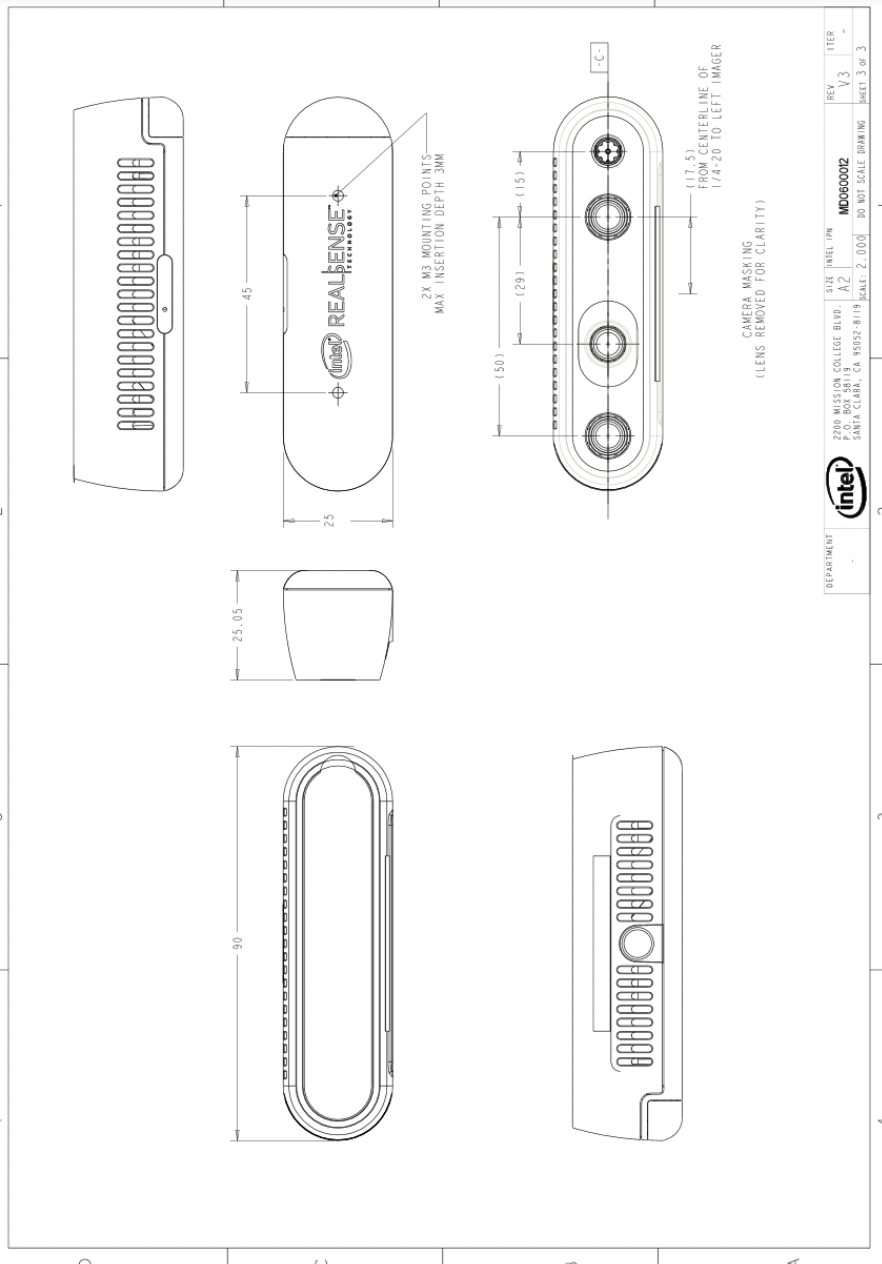 45
intel REALSENSE™
TECHNOLOGY
2X M3 MOUNTING POINTS
MAX INSERTION DEPTH 3MM
25
25.05
90
-C-
(15)
(50)
(29)
(17.5)
FROM CENTERLINE OF
1/4-20 TO LEFT IMAGER
CAMERA MASKING
(LENS REMOVED FOR CLARITY)
DEPARTMENT
-
intel
2200 MISSION COLLEGE BLVD.
P.O. BOX 58119
SANTA CLARA, CA 95052-8119
SIZE
A2
INTEL IPN
MD0600012
REV
V3
ITER
-
SCALE: 2.000
DO NOT SCALE DRAWING
SHEET 3 OF 3